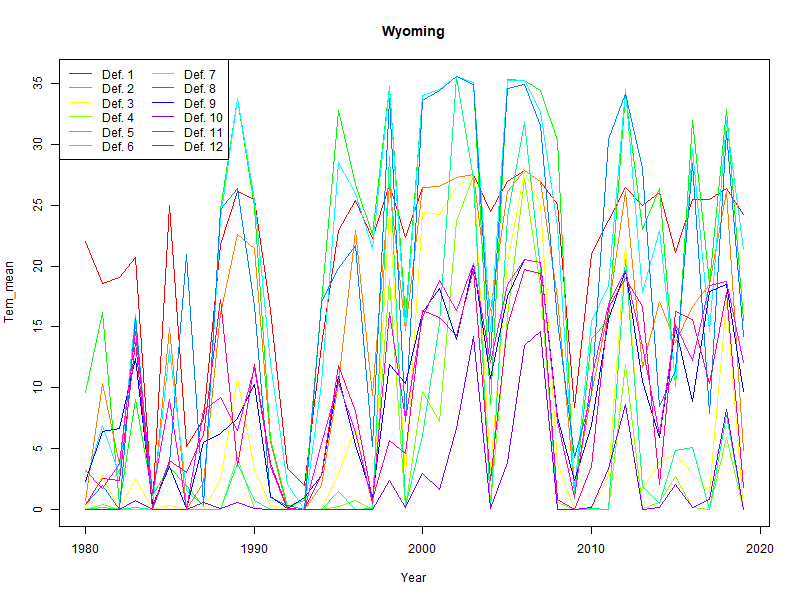 Wyoming
Tem_mean
35
30
25
20
15
10
5
0
Def. 1 Def. 7
Def. 2 Def. 8
Def. 3 Def. 9
Def. 4 Def. 10
Def. 5 Def. 11
Def. 6 Def. 12
1980 1990 2000 2010 2020
Year